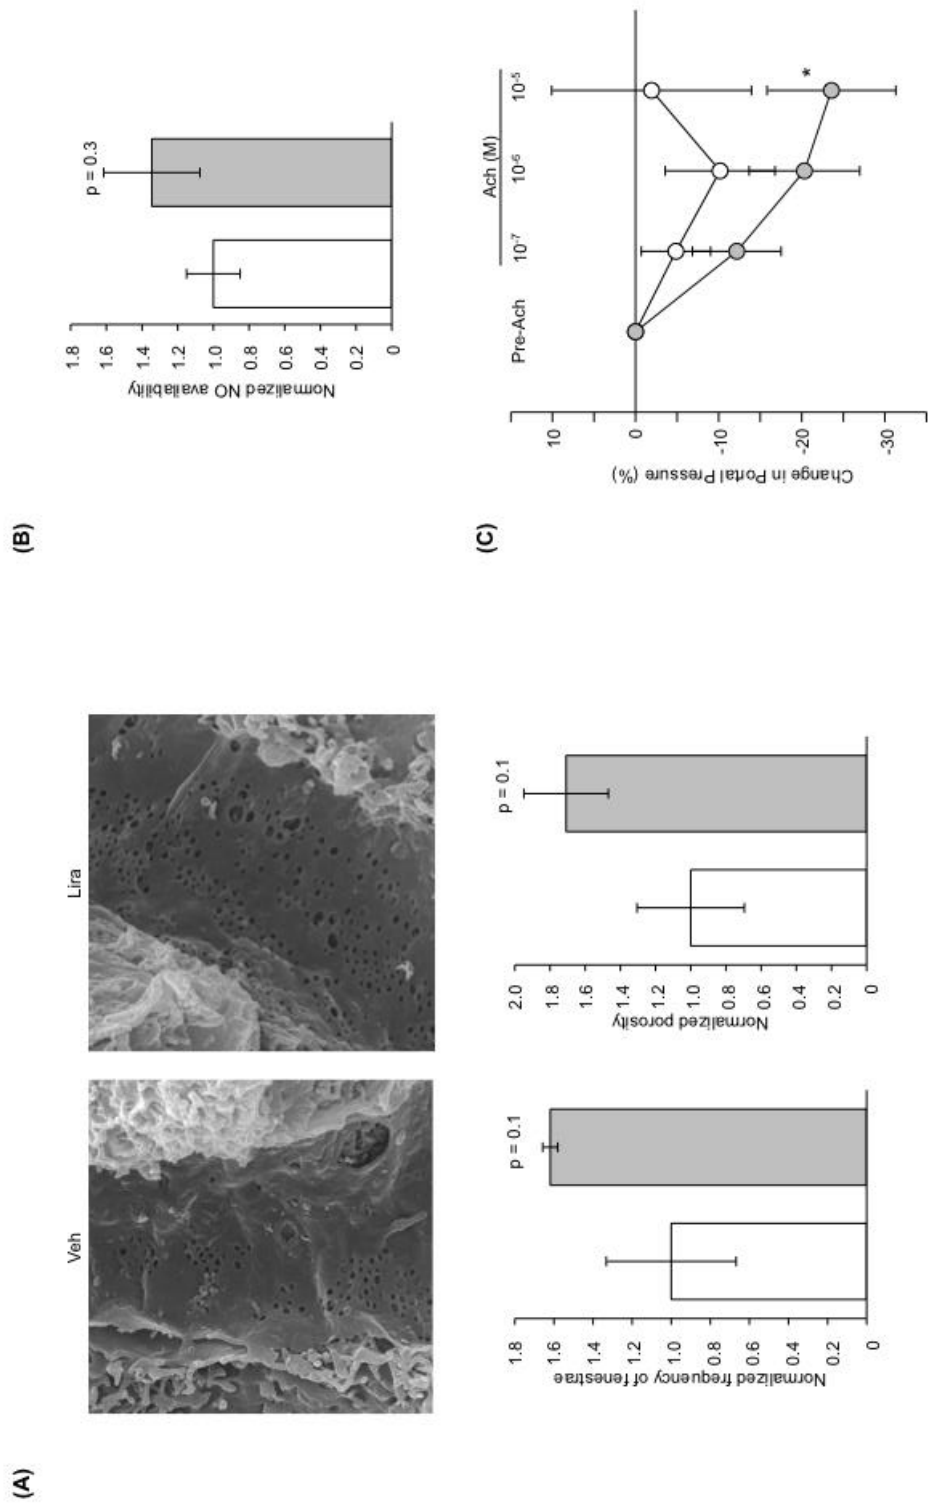 (A)
Veh
Lira
Normalized frequency of fenestrae
1.8
1.6
1.4
1.2
1.0
0.8
0.6
0.4
0.2
0
p = 0.1
Normalized porosity
2.0
1.8
1.6
1.4
1.2
1.0
0.8
0.6
0.4
0.2
0
p = 0.1
(B)
Normalized NO availability
1.8
1.6
1.4
1.2
1.0
0.8
0.6
0.4
0.2
0
p = 0.3
(C)
Change in Portal Pressure (%)
10
0
-10
-20
-30
Pre-Ach
Ach (M)
10-7
10-6
10-5
*